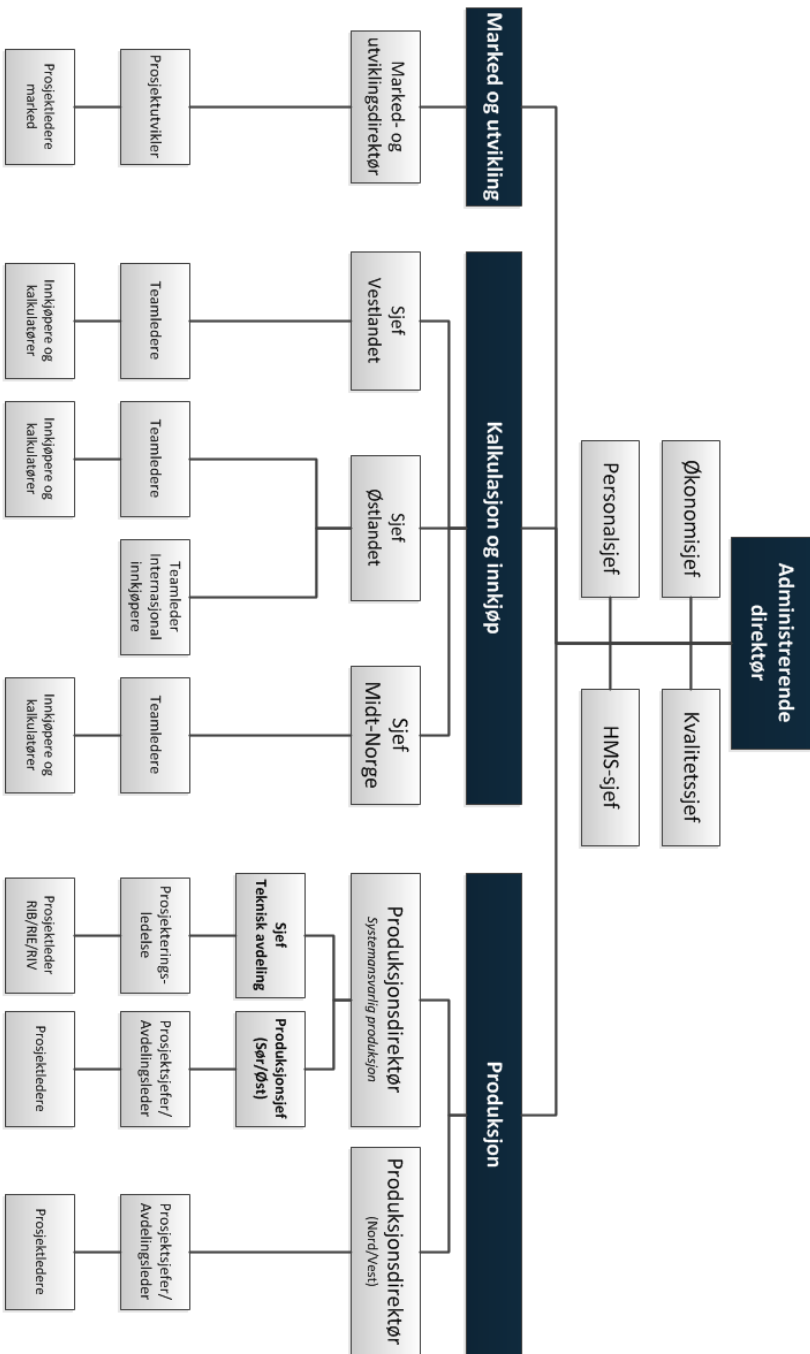 Administrerende
direktør
Økonomisjef
Kvalitetssjef
Personalsjef
HMS-sjef
Marked og utvikling
Kalkulasjon og innkjøp
Produksjon
Marked- og
utviklingsdirektør
Sjef
Vestlandet
Sjef
Østlandet
Sjef
Midt-Norge
Produksjonsdirektør
Systemansvarlig produksjon
Produksjonsdirektør
(Nord/Vest)
Sjef
Teknisk avdeling
Produksjonsjef
(Sør/Øst)
Prosjektutvikler
Teamledere
Teamledere
Teamleder
Internasjonal
innkjøpere
Teamledere
Prosjekterings-
ledelse
Prosjektsjefer/
Avdelingsleder
Prosjektsjefer/
Avdelingsleder
Prosjektledere
marked
Innkjøpere og
kalkulatører
Innkjøpere og
kalkulatører
Innkjøpere og
kalkulatører
Prosjektleder
RIB/RIE/RIV
Prosjektledere
Prosjektledere